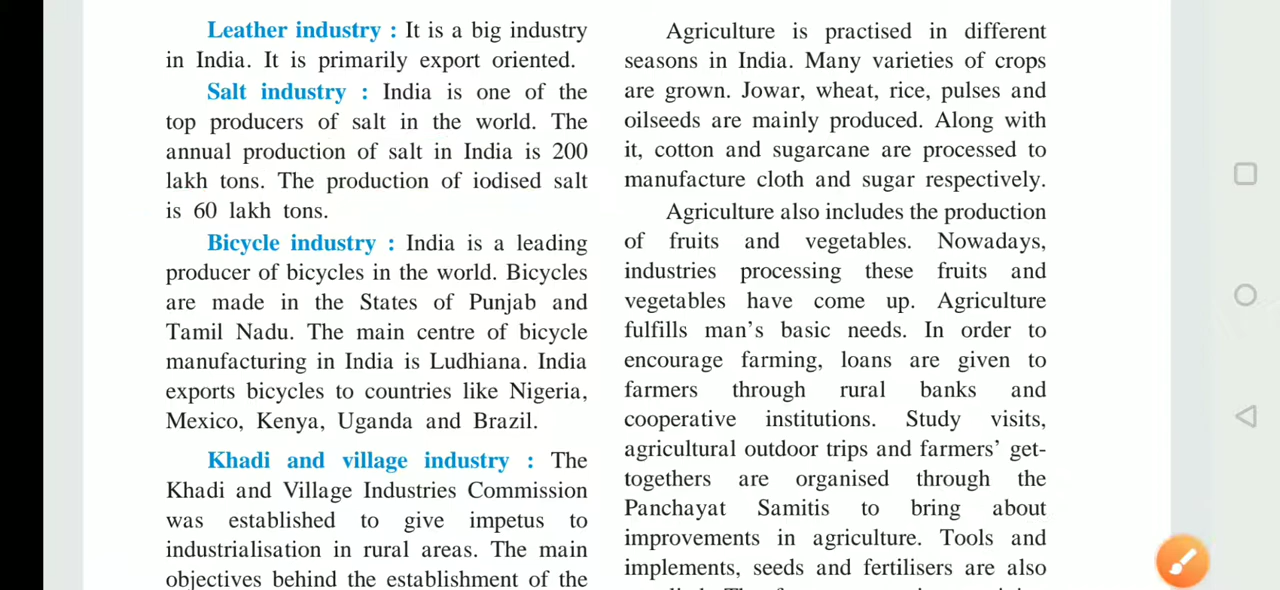 Leather industry : It is a big industry
in India. It is primarily export oriented.
Salt industry : India is one of the
top producers of salt in the world. The
annual production of salt in India is 200
lakh tons. The production of iodised salt
is 60 lakh tons.
Bicycle industry : India is a leading
producer of bicycles in the world. Bicycles
are made in the States of Punjab and
Tamil Nadu. The main centre of bicycle
manufacturing in India is Ludhiana. India
exports bicycles to countries like Nigeria,
Mexico, Kenya, Uganda and Brazil.
Khadi and village industry : The
Khadi and Village Industries Commission
was established to give impetus to
industrialisation in rural areas. The main
objectives behind the establishment of the
Agriculture is practised in different
seasons in India. Many varieties of crops
are grown. Jowar, wheat, rice, pulses and
oilseeds are mainly produced. Along with
it, cotton and sugarcane are processed to
manufacture cloth and sugar respectively.
Agriculture also includes the production
of fruits and vegetables. Nowadays,
industries processing these fruits and
vegetables have come up. Agriculture
fulfills man's basic needs. In order to
encourage farming, loans are given to
farmers through rural banks and
cooperative institutions. Study visits,
agricultural outdoor trips and farmers' get-
togethers are organised through the
Panchayat Samitis to bring about
improvements in agriculture. Tools and
implements, seeds and fertilisers are also